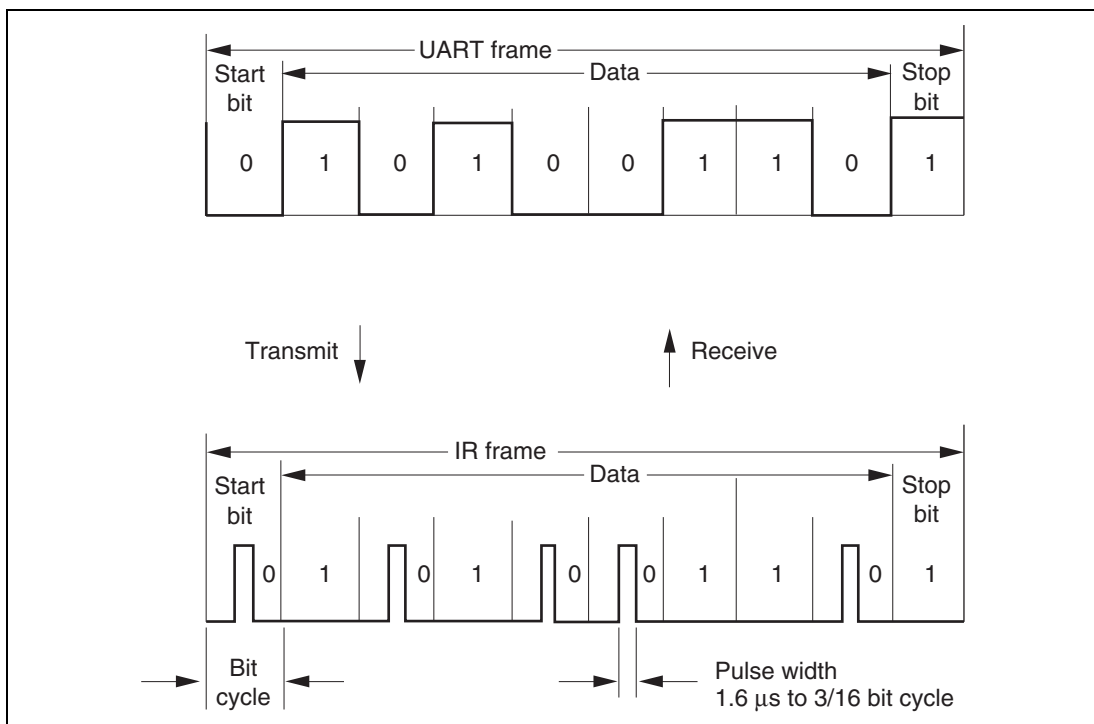 UART frame
Start bit
Data
Stop bit
0 1 0 1 0 0 1 1 0 1
Transmit
Receive
IR frame
Start bit
Data
Stop bit
0 1 0 1 0 0 1 1 0 1
Bit cycle
Pulse width
1.6 μs to 3/16 bit cycle